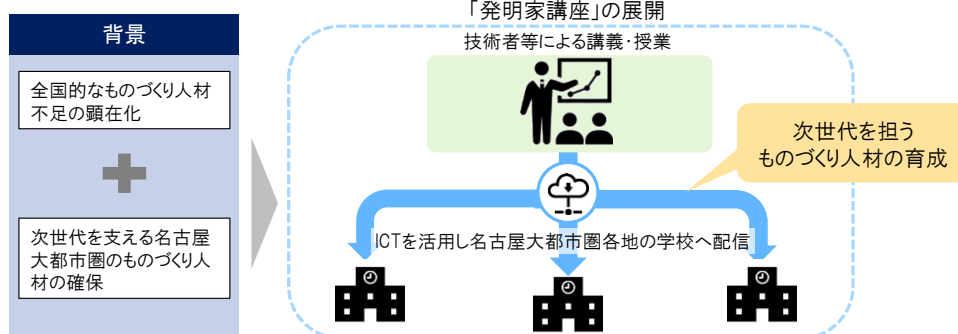 背景
全国的なものづくり人材
不足の顕在化
次世代を支える名古屋
大都市圏のものづくり人
材の確保
「発明家講座」の展開
技術者等による講義・授業
次世代を担う
ものづくり人材の育成
ICTを活用し名古屋大都市圏各地の学校へ配信